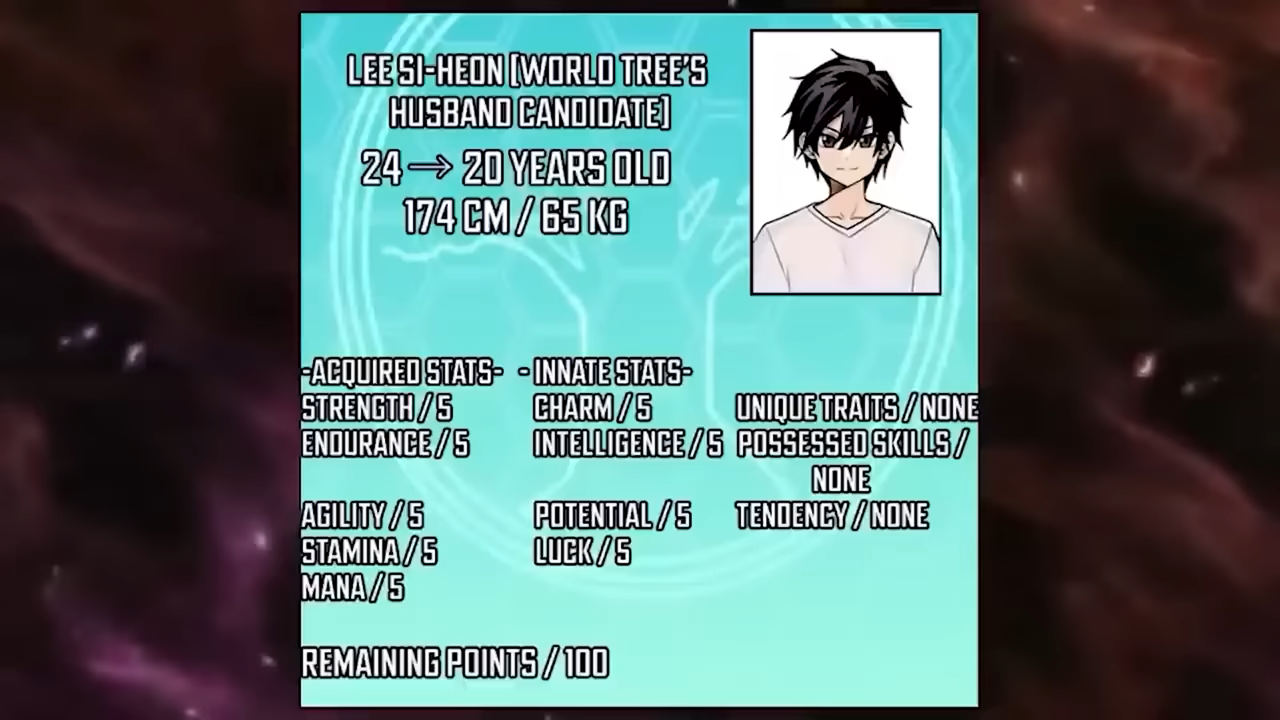 LEE SI-HEON [WORLD TREE'S
HUSBAND CANDIDATE]
24 → 20 YEARS OLD
174 CM / 65 KG
-ACQUIRED STATS-
STRENGTH / 5
ENDURANCE / 5
AGILITY / 5
STAMINA / 5
MANA / 5
- INNATE STATS-
CHARM / 5
INTELLIGENCE / 5
POTENTIAL / 5
LUCK / 5
UNIQUE TRAITS / NONE
POSSESSED SKILLS /
NONE
TENDENCY / NONE
REMAINING POINTS / 100